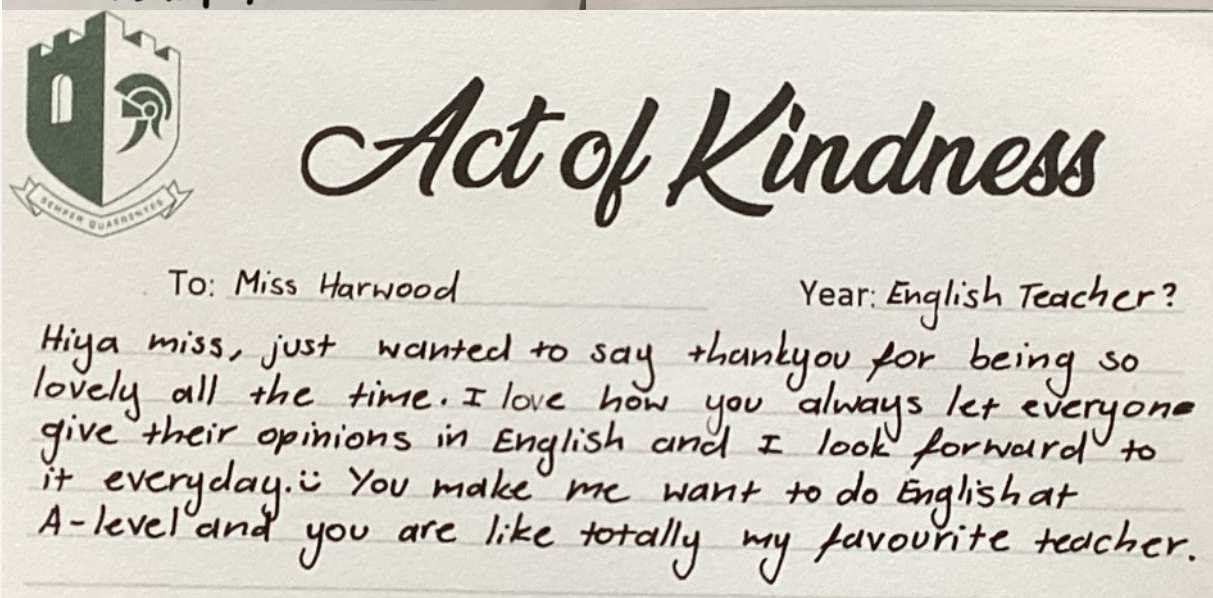 SEMPER QUAERENTES
Act of Kindness
To: Miss Harwood
Year: English Teacher?
Hiya miss, just wanted to say thankyou for being so
lovely all the time. I love how you always let everyone
give their opinions in English and I look forward to
it everyday. :) You make me want to do English at
A-level and you are like totally my favourite teacher.